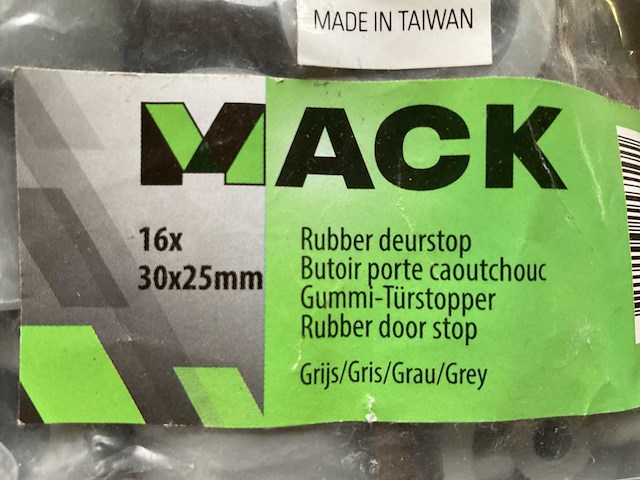 MADE IN TAIWAN
MACK
16x
30x25mm
Rubber deurstop
Butoir porte caoutchouc
Gummi-Türstopper
Rubber door stop
Grijs/Gris/Grau/Grey